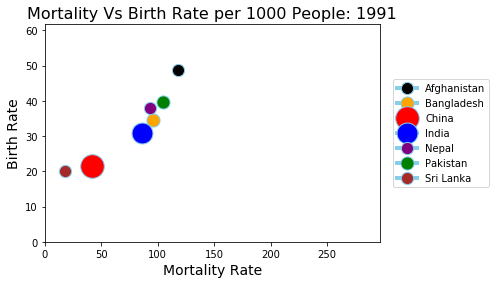 Mortality Vs Birth Rate per 1000 People: 1991
60
50
40
30
20
10
0
Birth Rate
0 50 100 150 200 250
Mortality Rate
Afghanistan
Bangladesh
China
India
Nepal
Pakistan
Sri Lanka